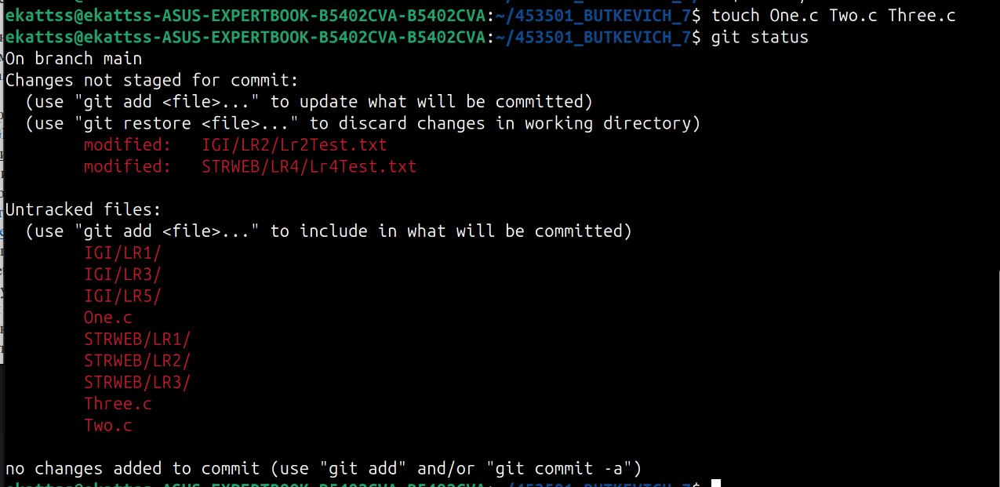 ekattss@ekattss-ASUS-EXPERTBOOK-B5402CVA-B5402CVA:~/453501_BUTKEVICH_7$ touch One.c Two.c Three.c
ekattss@ekattss-ASUS-EXPERTBOOK-B5402CVA-B5402CVA:~/453501_BUTKEVICH_7$ git status
On branch main
Changes not staged for commit:
  (use "git add <file>..." to update what will be committed)
  (use "git restore <file>..." to discard changes in working directory)
        modified:   IGI/LR2/Lr2Test.txt
        modified:   STRWEB/LR4/Lr4Test.txt

Untracked files:
  (use "git add <file>..." to include in what will be committed)
        IGI/LR1/
        IGI/LR3/
        IGI/LR5/
        One.c
        STRWEB/LR1/
        STRWEB/LR2/
        STRWEB/LR3/
        Three.c
        Two.c

no changes added to commit (use "git add" and/or "git commit -a")
ekattss@ekattss-ASUS-EXPERTBOOK-B5402CVA-B5402CVA:~/453501_BUTKEVICH_7$